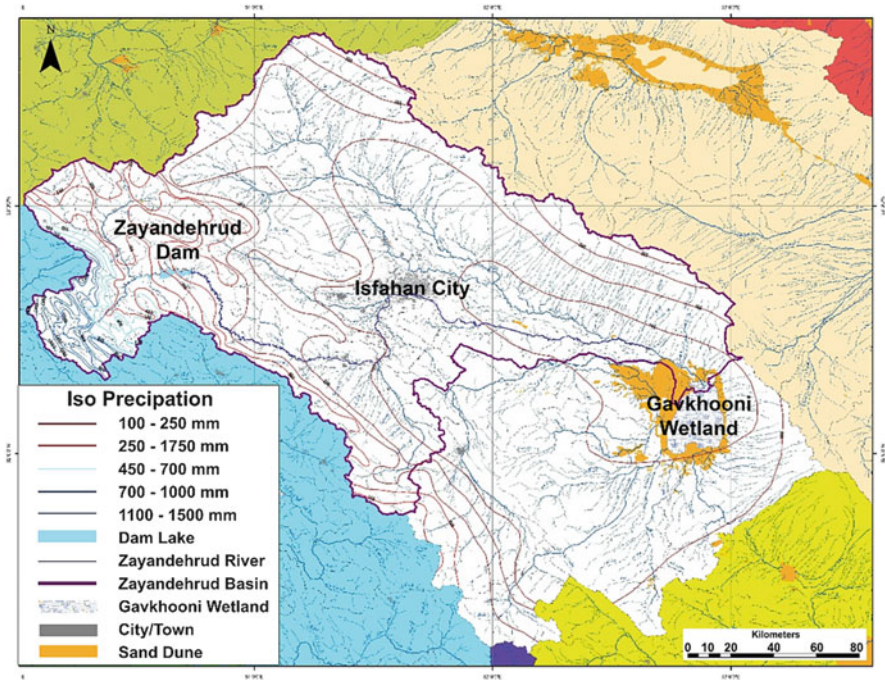 N
Zayandehrud
Dam
Isfahan City
Gavkhooni
Wetland
Iso Precipation
100 - 250 mm
250 - 1750 mm
450 - 700 mm
700 - 1000 mm
1100 - 1500 mm
Dam Lake
Zayandehrud River
Zayandehrud Basin
Gavkhooni Wetland
City/Town
Sand Dune
Kilometers
0 10 20 40 60 80